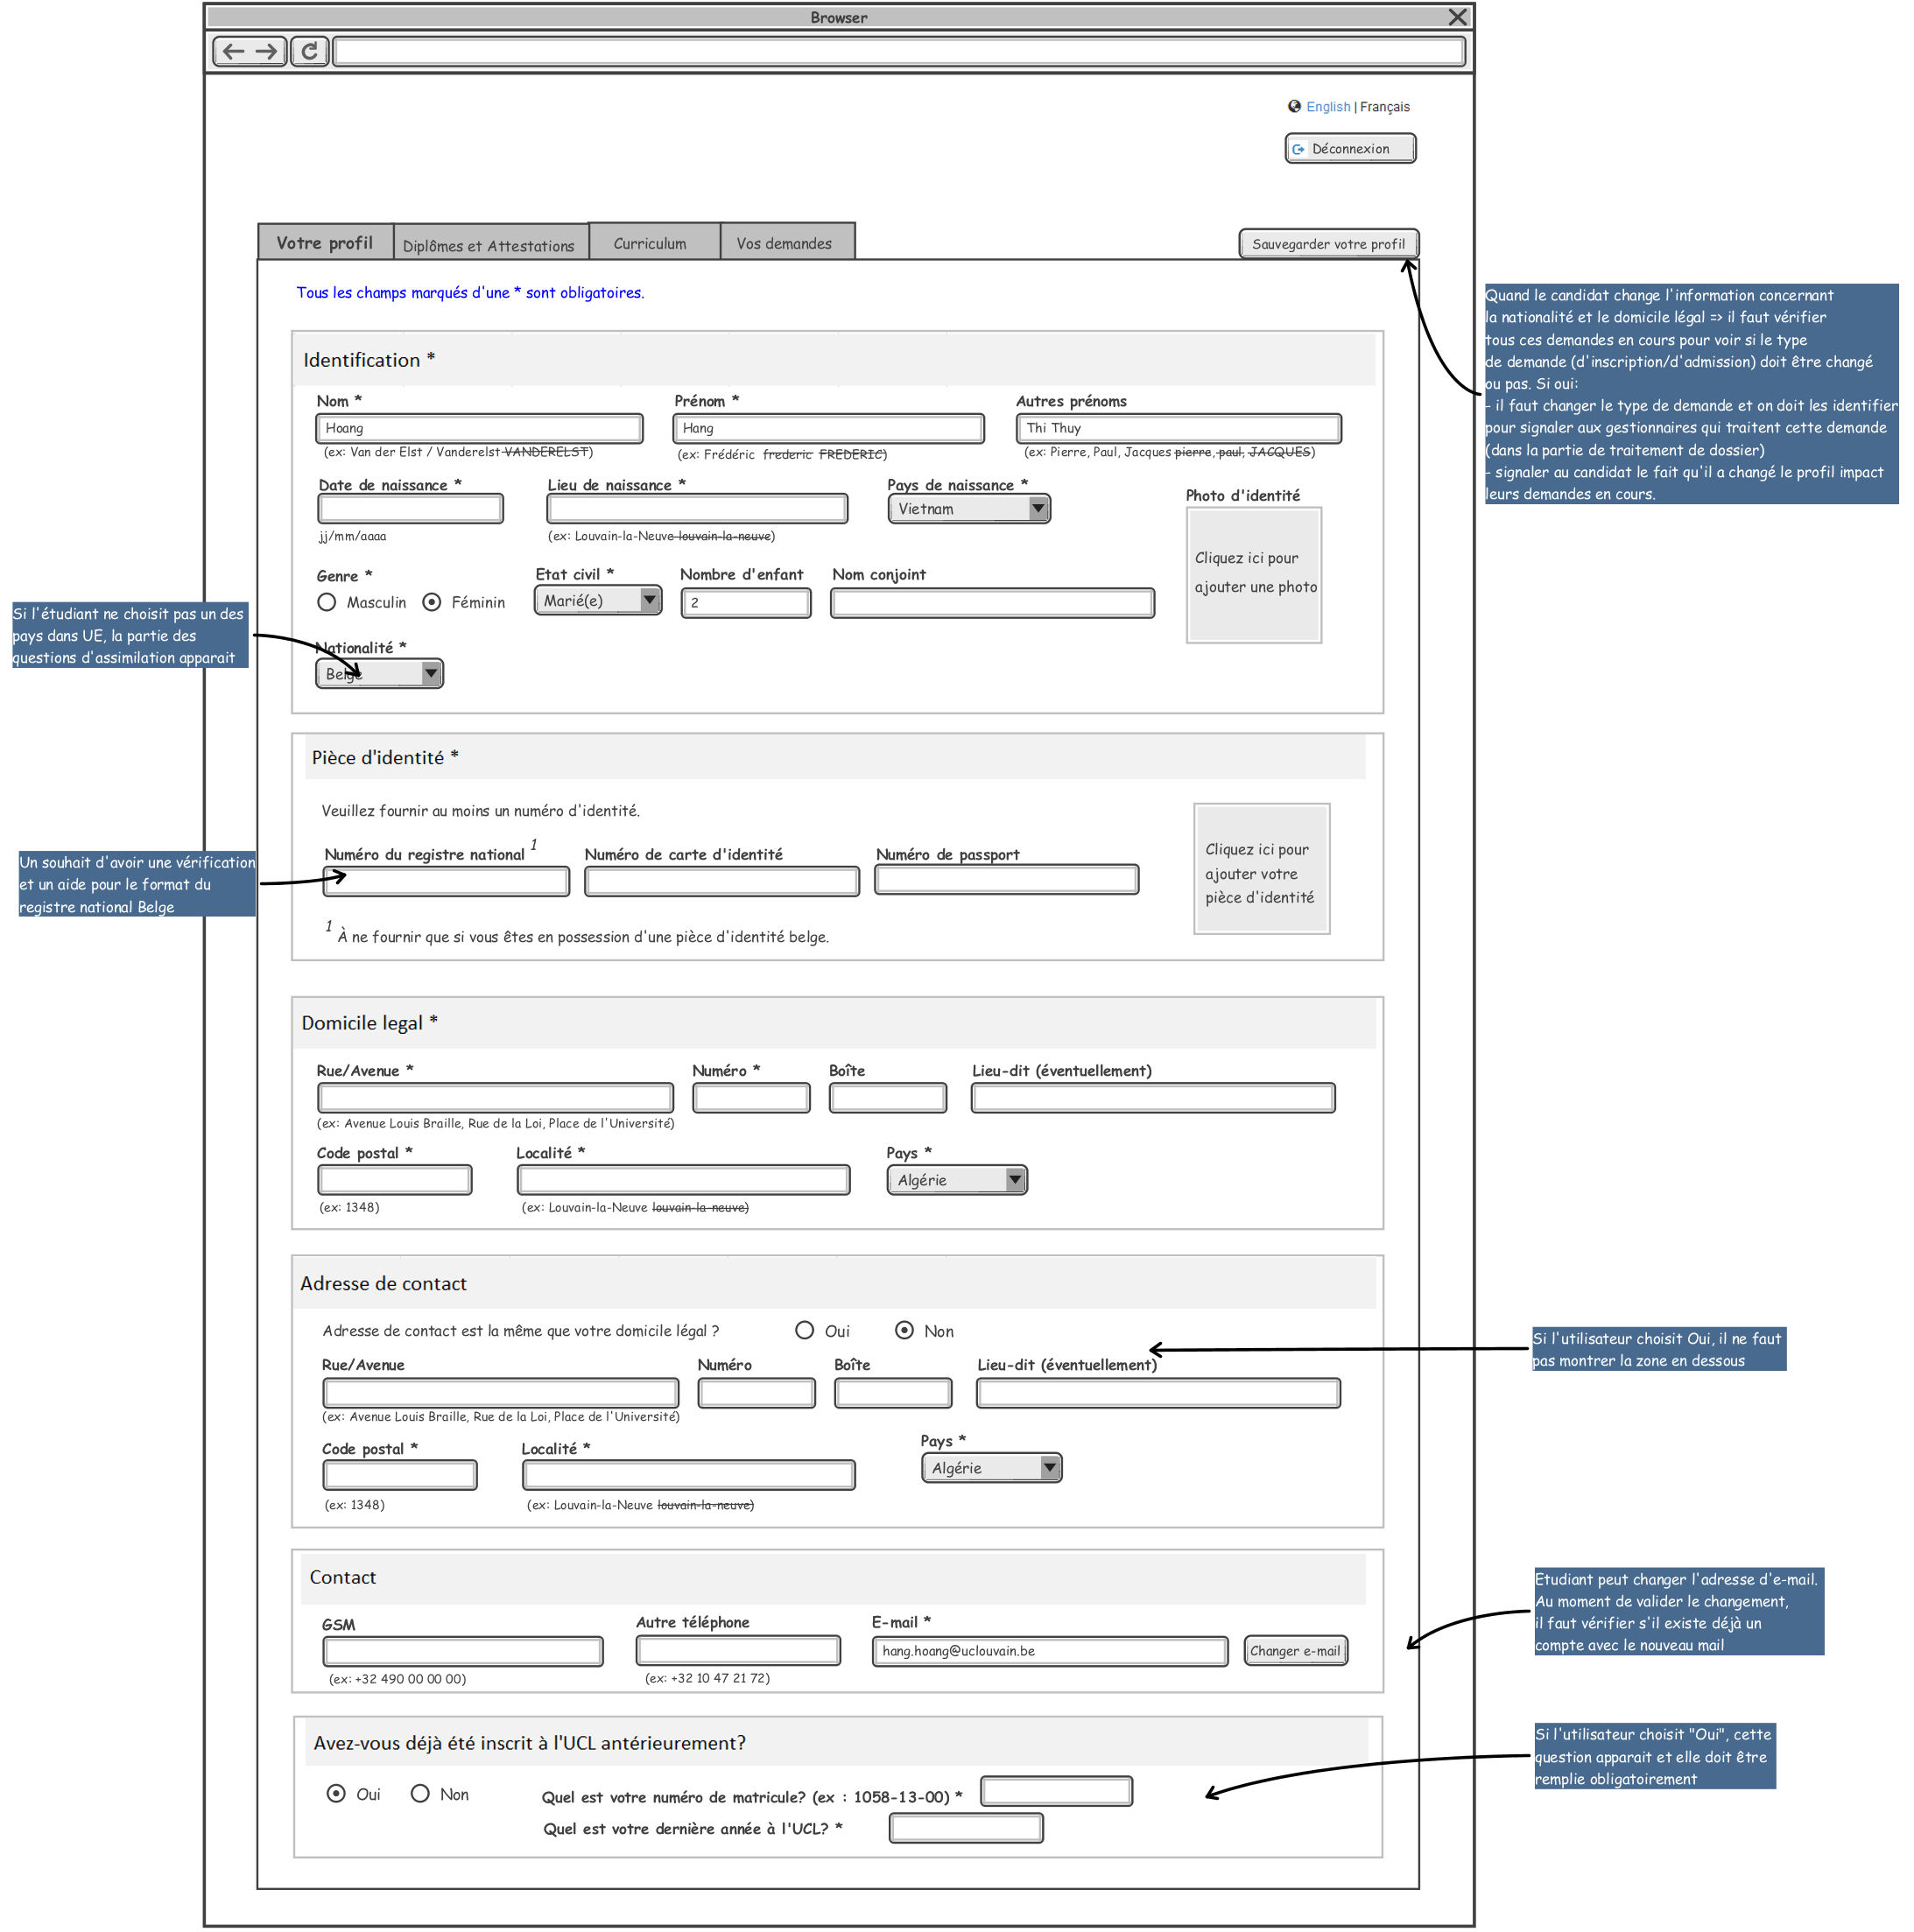 Browser
English | Français
Déconnexion
Votre profil
Diplômes et Attestations
Curriculum
Vos demandes
Sauvegarder votre profil
Tous les champs marqués d'une * sont obligatoires.
Quand le candidat change l'information concernant
la nationalité et le domicile légal => il faut vérifier
tous ces demandes en cours pour voir si le type
de demande (d'inscription/d'admission) doit être changé
ou pas. Si oui:
- il faut changer le type de demande et on doit les identifier
pour signaler aux gestionnaires qui traitent cette demande
(dans la partie de traitement de dossier)
- signaler au candidat le fait qu'il a changé le profil impact
leurs demandes en cours.
Identification *
Nom * Prénom * Autres prénoms
Hoang Hang Thi Thuy
(ex: Van der Elst / Vanderelst VANDERELST) (ex: Frédéric frederic FREDERIC) (ex: Pierre, Paul, Jacques pierre, paul, JACQUES)
Date de naissance * Lieu de naissance * Pays de naissance *
Vietnam
jj/mm/aaaa (ex: Louvain-la-Neuve louvain-la-neuve)
Photo d'identité
Cliquez ici pour
ajouter une photo
Genre * Etat civil * Nombre d'enfant Nom conjoint
Masculin Féminin Marié(e) 2
Si l'étudiant ne choisit pas un des
pays dans UE, la partie des
questions d'assimilation apparait
Nationalité *
Belge
Pièce d'identité *
Veuillez fournir au moins un numéro d'identité.
Numéro du registre national 1 Numéro de carte d'identité Numéro de passport
Cliquez ici pour
ajouter votre
pièce d'identité
Un souhait d'avoir une vérification
et un aide pour le format du
registre national Belge
1 À ne fournir que si vous êtes en possession d'une pièce d'identité belge.
Domicile legal *
Rue/Avenue * Numéro * Boîte Lieu-dit (éventuellement)
(ex: Avenue Louis Braille, Rue de la Loi, Place de l'Université)
Code postal * Localité * Pays *
Algérie
(ex: 1348) (ex: Louvain-la-Neuve louvain-la-neuve)
Adresse de contact
Adresse de contact est la même que votre domicile légal ? Oui Non
Si l'utilisateur choisit Oui, il ne faut
pas montrer la zone en dessous
Rue/Avenue Numéro Boîte Lieu-dit (éventuellement)
(ex: Avenue Louis Braille, Rue de la Loi, Place de l'Université)
Code postal * Localité * Pays *
Algérie
(ex: 1348) (ex: Louvain-la-Neuve louvain-la-neuve)
Contact
GSM Autre téléphone E-mail *
hang.hoang@uclouvain.be Changer e-mail
(ex: +32 490 00 00 00) (ex: +32 10 47 21 72)
Etudiant peut changer l'adresse d'e-mail.
Au moment de valider le changement,
il faut vérifier s'il existe déjà un
compte avec le nouveau mail
Avez-vous déjà été inscrit à l'UCL antérieurement?
Oui Non Quel est votre numéro de matricule? (ex : 1058-13-00) *
Quel est votre dernière année à l'UCL? *
Si l'utilisateur choisit "Oui", cette
question apparait et elle doit être
remplie obligatoirement